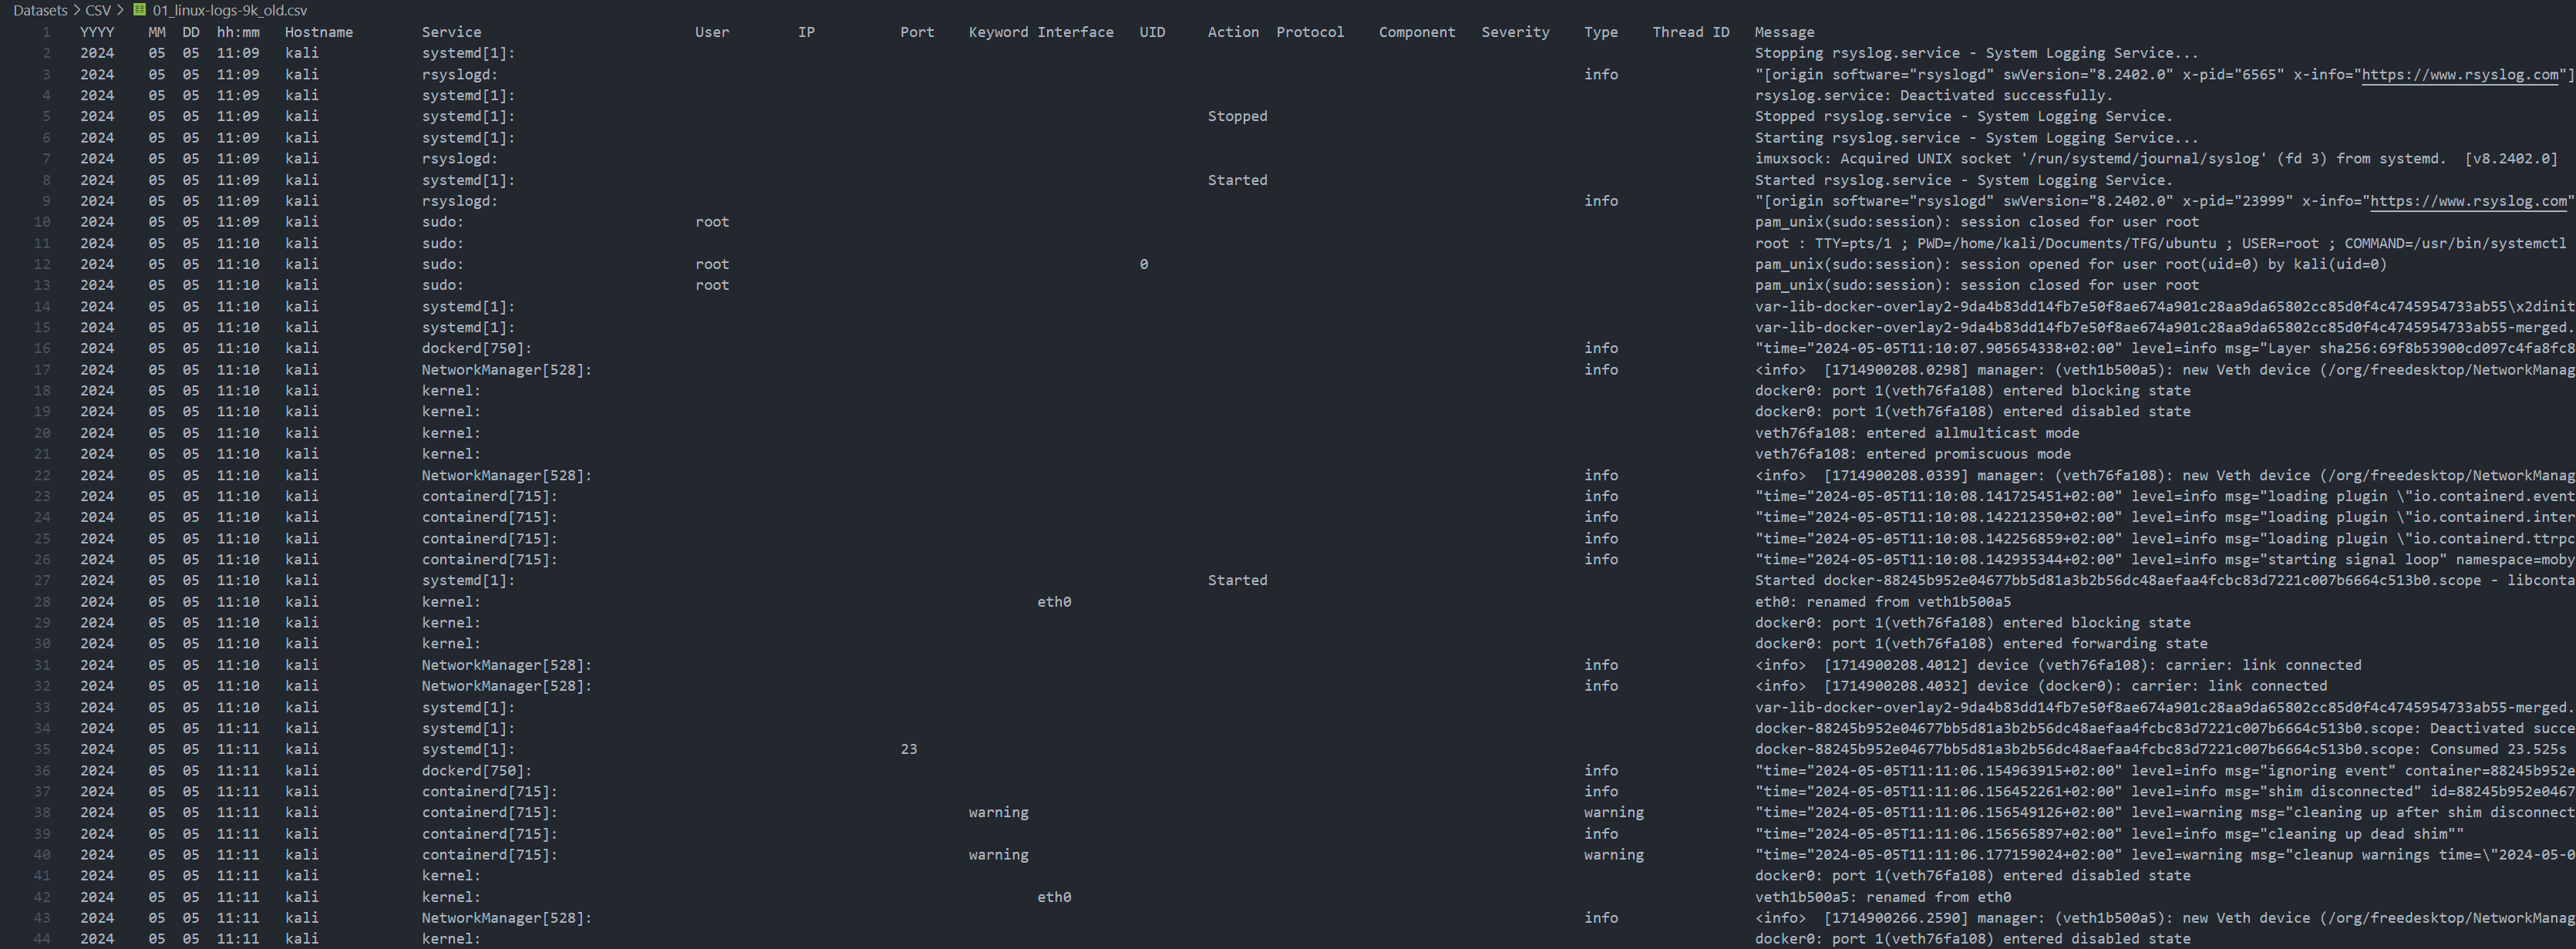 Datasets > CSV > 01_linux-logs-9k_old.csv
1 YYYY MM DD hh:mm Hostname Service User IP Port Keyword Interface UID Action Protocol Component Severity Type Thread ID Message
2 2024 05 05 11:09 kali systemd[1]: Stopping rsyslog.service - System Logging Service...
3 2024 05 05 11:09 kali rsyslogd: info "[origin software="rsyslogd" swVersion="8.2402.0" x-pid="6565" x-info="https://www.rsyslog.com"]
4 2024 05 05 11:09 kali systemd[1]: rsyslog.service: Deactivated successfully.
5 2024 05 05 11:09 kali systemd[1]: Stopped Stopped rsyslog.service - System Logging Service.
6 2024 05 05 11:09 kali systemd[1]: Starting rsyslog.service - System Logging Service...
7 2024 05 05 11:09 kali rsyslogd: imuxsock: Acquired UNIX socket '/run/systemd/journal/syslog' (fd 3) from systemd.  [v8.2402.0]
8 2024 05 05 11:09 kali systemd[1]: Started Started rsyslog.service - System Logging Service.
9 2024 05 05 11:09 kali rsyslogd: info "[origin software="rsyslogd" swVersion="8.2402.0" x-pid="23999" x-info="https://www.rsyslog.com"
10 2024 05 05 11:09 kali sudo: root pam_unix(sudo:session): session closed for user root
11 2024 05 05 11:10 kali sudo: root : TTY=pts/1 ; PWD=/home/kali/Documents/TFG/ubuntu ; USER=root ; COMMAND=/usr/bin/systemctl
12 2024 05 05 11:10 kali sudo: root 0 pam_unix(sudo:session): session opened for user root(uid=0) by kali(uid=0)
13 2024 05 05 11:10 kali sudo: root pam_unix(sudo:session): session closed for user root
14 2024 05 05 11:10 kali systemd[1]: var-lib-docker-overlay2-9da4b83dd14fb7e50f8ae674a901c28aa9da65802cc85d0f4c4745954733ab55\x2dinit
15 2024 05 05 11:10 kali systemd[1]: var-lib-docker-overlay2-9da4b83dd14fb7e50f8ae674a901c28aa9da65802cc85d0f4c4745954733ab55-merged.
16 2024 05 05 11:10 kali dockerd[750]: info "time="2024-05-05T11:10:07.905654338+02:00" level=info msg="Layer sha256:69f8b53900cd097c4fa8fc8
17 2024 05 05 11:10 kali NetworkManager[528]: info <info>  [1714900208.0298] manager: (veth1b500a5): new Veth device (/org/freedesktop/NetworkManag
18 2024 05 05 11:10 kali kernel: docker0: port 1(veth76fa108) entered blocking state
19 2024 05 05 11:10 kali kernel: docker0: port 1(veth76fa108) entered disabled state
20 2024 05 05 11:10 kali kernel: veth76fa108: entered allmulticast mode
21 2024 05 05 11:10 kali kernel: veth76fa108: entered promiscuous mode
22 2024 05 05 11:10 kali NetworkManager[528]: info <info>  [1714900208.0339] manager: (veth76fa108): new Veth device (/org/freedesktop/NetworkManag
23 2024 05 05 11:10 kali containerd[715]: info "time="2024-05-05T11:10:08.141725451+02:00" level=info msg="loading plugin \"io.containerd.event
24 2024 05 05 11:10 kali containerd[715]: info "time="2024-05-05T11:10:08.142212350+02:00" level=info msg="loading plugin \"io.containerd.inter
25 2024 05 05 11:10 kali containerd[715]: info "time="2024-05-05T11:10:08.142256859+02:00" level=info msg="loading plugin \"io.containerd.ttrpc
26 2024 05 05 11:10 kali containerd[715]: info "time="2024-05-05T11:10:08.142935344+02:00" level=info msg="starting signal loop" namespace=moby
27 2024 05 05 11:10 kali systemd[1]: Started Started docker-88245b952e04677bb5d81a3b2b56dc48aefaa4fcbc83d7221c007b6664c513b0.scope - libconta
28 2024 05 05 11:10 kali kernel: eth0 eth0: renamed from veth1b500a5
29 2024 05 05 11:10 kali kernel: docker0: port 1(veth76fa108) entered blocking state
30 2024 05 05 11:10 kali kernel: docker0: port 1(veth76fa108) entered forwarding state
31 2024 05 05 11:10 kali NetworkManager[528]: info <info>  [1714900208.4012] device (veth76fa108): carrier: link connected
32 2024 05 05 11:10 kali NetworkManager[528]: info <info>  [1714900208.4032] device (docker0): carrier: link connected
33 2024 05 05 11:10 kali systemd[1]: var-lib-docker-overlay2-9da4b83dd14fb7e50f8ae674a901c28aa9da65802cc85d0f4c4745954733ab55-merged.
34 2024 05 05 11:11 kali systemd[1]: docker-88245b952e04677bb5d81a3b2b56dc48aefaa4fcbc83d7221c007b6664c513b0.scope: Deactivated succe
35 2024 05 05 11:11 kali systemd[1]: 23 docker-88245b952e04677bb5d81a3b2b56dc48aefaa4fcbc83d7221c007b6664c513b0.scope: Consumed 23.525s
36 2024 05 05 11:11 kali dockerd[750]: info "time="2024-05-05T11:11:06.154963915+02:00" level=info msg="ignoring event" container=88245b952e
37 2024 05 05 11:11 kali containerd[715]: info "time="2024-05-05T11:11:06.156452261+02:00" level=info msg="shim disconnected" id=88245b952e0467
38 2024 05 05 11:11 kali containerd[715]: warning warning "time="2024-05-05T11:11:06.156549126+02:00" level=warning msg="cleaning up after shim disconnect
39 2024 05 05 11:11 kali containerd[715]: info "time="2024-05-05T11:11:06.156565897+02:00" level=info msg="cleaning up dead shim""
40 2024 05 05 11:11 kali containerd[715]: warning warning "time="2024-05-05T11:11:06.177159024+02:00" level=warning msg="cleanup warnings time=\"2024-05-0
41 2024 05 05 11:11 kali kernel: docker0: port 1(veth76fa108) entered disabled state
42 2024 05 05 11:11 kali kernel: eth0 veth1b500a5: renamed from eth0
43 2024 05 05 11:11 kali NetworkManager[528]: info <info>  [1714900266.2590] manager: (veth1b500a5): new Veth device (/org/freedesktop/NetworkManag
44 2024 05 05 11:11 kali kernel: docker0: port 1(veth76fa108) entered disabled state